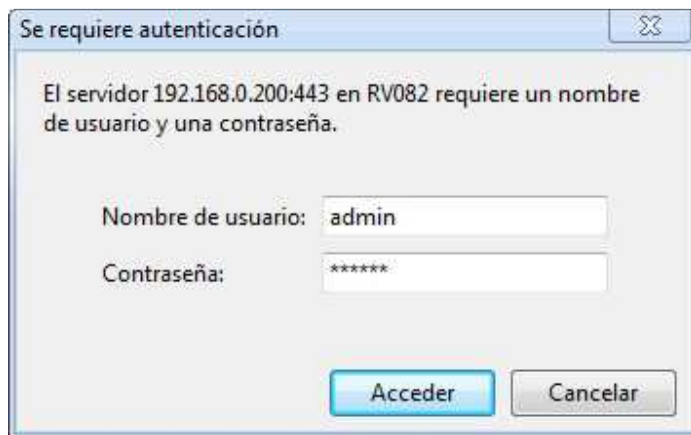 Se requiere autenticación
El servidor 192.168.0.200:443 en RV082 requiere un nombre
de usuario y una contraseña.
Nombre de usuario: admin
Contraseña: ******
Acceder Cancelar